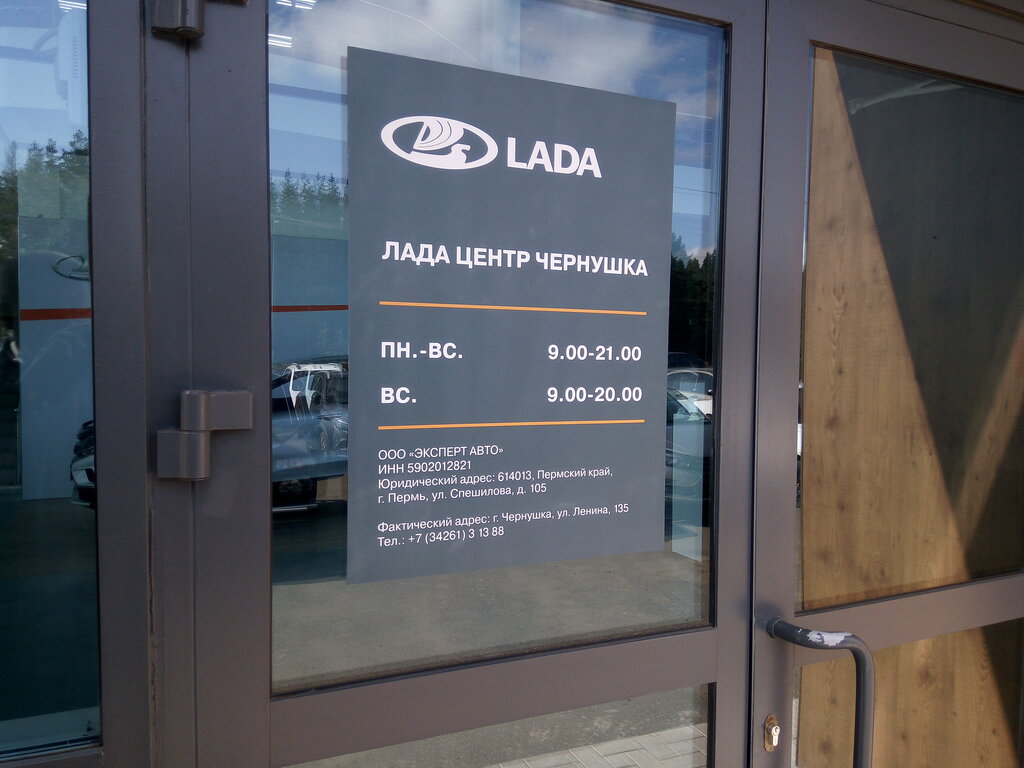 LADA
ЛАДА ЦЕНТР ЧЕРНУШКА
ПН.-ВС. 9.00-21.00
ВС. 9.00-20.00
ООО «ЭКСПЕРТ АВТО»
ИНН 5902012821
Юридический адрес: 614013, Пермский край,
г. Пермь, ул. Спешилова, д. 105
Фактический адрес: г. Чернушка, ул. Ленина, 135
Тел.: +7 (34261) 3 13 88